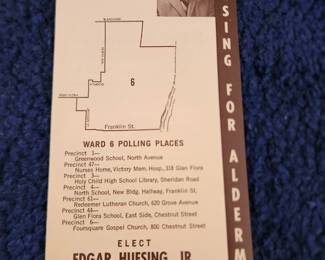 SING FOR ALDERM
6
Franklin St.
WARD 6 POLLING PLACES
Precinct 1—
Greenwood School, North Avenue
Precinct 47—
Nurses Home, Victory Mem. Hosp., 318 Glen Flora
Precinct 3—
Holy Child High School Library, Sheridan Road
Precinct 4—
North School, New Bldg. Hallway, Franklin St.
Precinct 61—
Redeemer Lutheran Church, 620 Grove Avenue
Precinct 44—
Glen Flora School, East Side, Chestnut Street
Precinct 6—
Foursquare Gospel Church, 800 Chestnut Street
ELECT
EDGAR HUESING, JR.